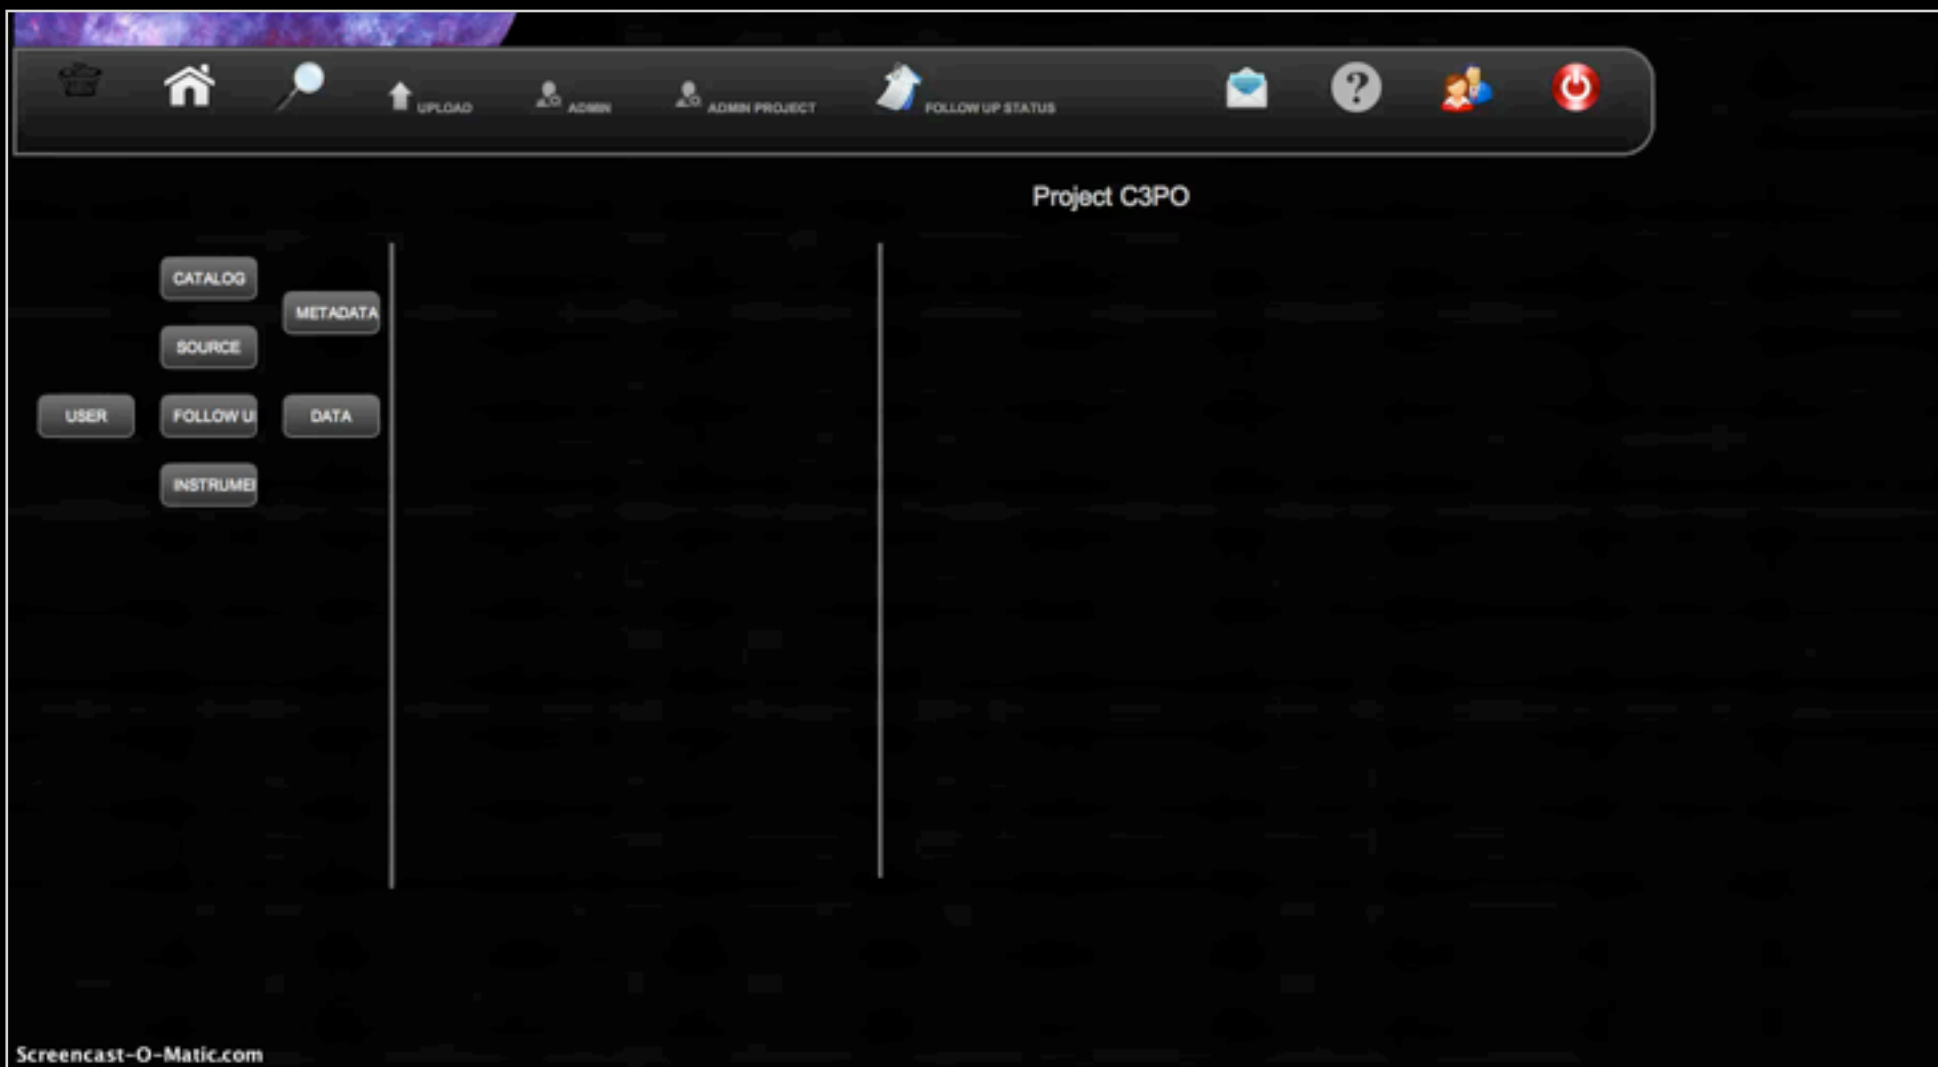 UPLOAD
ADMIN
ADMIN PROJECT
FOLLOW UP STATUS
?
Project C3PO
CATALOG
METADATA
SOURCE
USER
FOLLOW U
DATA
INSTRUME
Screencast-O-Matic.com